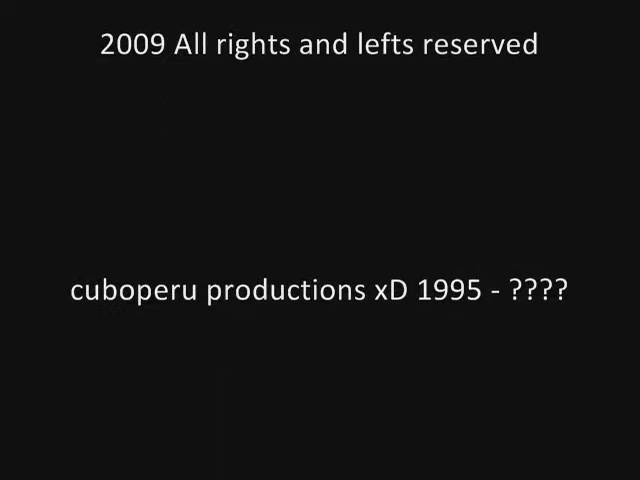 2009 All rights and lefts reserved
cuboperu productions xD 1995 - ????